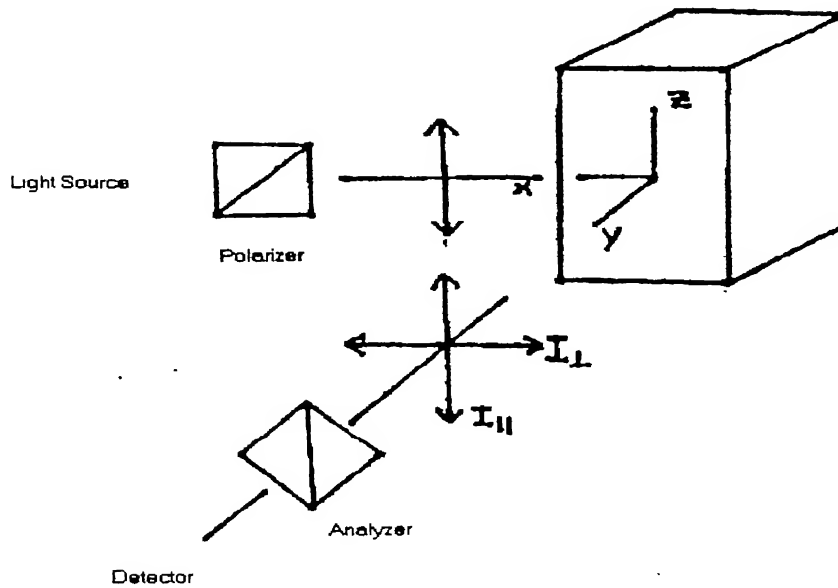 Z
Light Source
x
y
Polarizer
I⊥
I||
Analyzer
Detector